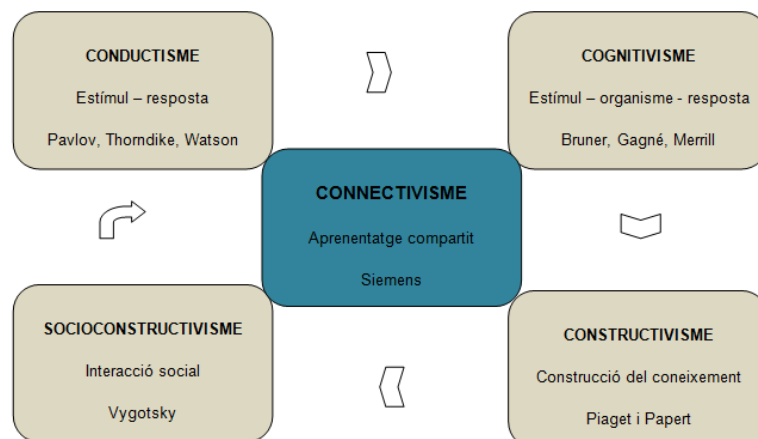 CONDUCTISME
Estímul – resposta
Pavlov, Thorndike, Watson
COGNITIVISME
Estímul – organisme - resposta
Bruner, Gagné, Merrill
CONNECTIVISME
Aprenentatge compartit
Siemens
SOCIOCONSTRUCTIVISME
Interacció social
Vygotsky
CONSTRUCTIVISME
Construcció del coneixement
Piaget i Papert